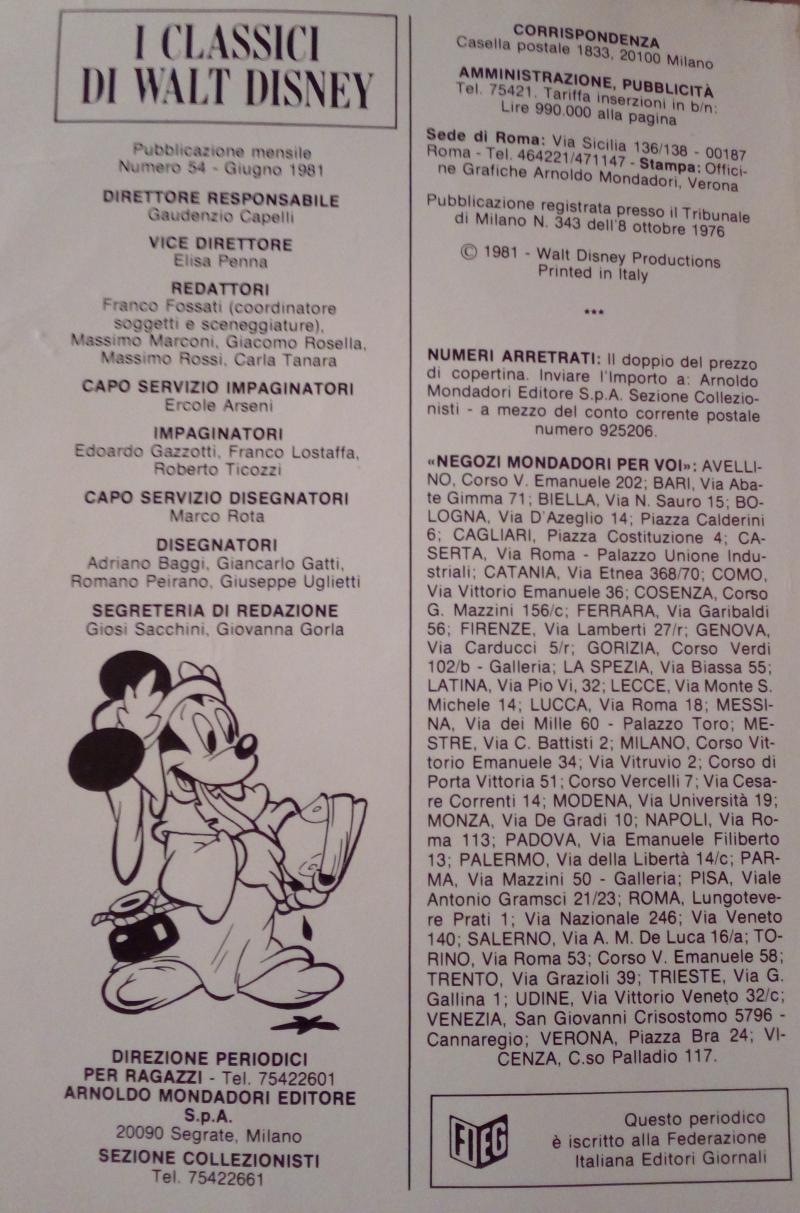 I CLASSICI
DI WALT DISNEY
Pubblicazione mensile
Numero 54 - Giugno 1981
DIRETTORE RESPONSABILE
Gaudenzio Capelli
VICE DIRETTORE
Elisa Penna
REDATTORI
Franco Fossati (coordinatore
soggetti e sceneggiature),
Massimo Marconi, Giacomo Rosella,
Massimo Rossi, Carla Tanara
CAPO SERVIZIO IMPAGINATORI
Ercole Arseni
IMPAGINATORI
Edoardo Gazzotti, Franco Lostaffa,
Roberto Ticozzi
CAPO SERVIZIO DISEGNATORI
Marco Rota
DISEGNATORI
Adriano Baggi, Giancarlo Gatti,
Romano Peirano, Giuseppe Uglietti
SEGRETERIA DI REDAZIONE
Giosi Sacchini, Giovanna Gorla
DIREZIONE PERIODICI
PER RAGAZZI - Tel. 75422601
ARNOLDO MONDADORI EDITORE
S.p.A.
20090 Segrate, Milano
SEZIONE COLLEZIONISTI
Tel. 75422661
CORRISPONDENZA
Casella postale 1833, 20100 Milano
AMMINISTRAZIONE, PUBBLICITÀ
Tel. 75421. Tariffa inserzioni in b/n:
Lire 990.000 alla pagina
Sede di Roma: Via Sicilia 136/138 - 00187
Roma - Tel. 464221/471147 - Stampa: Offici-
ne Grafiche Arnoldo Mondadori, Verona
Pubblicazione registrata presso il Tribunale
di Milano N. 343 dell'8 ottobre 1976
© 1981 - Walt Disney Productions
Printed in Italy
***
NUMERI ARRETRATI: Il doppio del prezzo
di copertina. Inviare l'Importo a: Arnoldo
Mondadori Editore S.p.A. Sezione Collezio-
nisti - a mezzo del conto corrente postale
numero 925206.
«NEGOZI MONDADORI PER VOI»: AVELLI-
NO, Corso V. Emanuele 202; BARI, Via Aba-
te Gimma 71; BIELLA, Via N. Sauro 15; BO-
LOGNA, Via D'Azeglio 14; Piazza Calderini
6; CAGLIARI, Piazza Costituzione 4; CA-
SERTA, Via Roma - Palazzo Unione Indu-
striali; CATANIA, Via Etnea 368/70; COMO,
Via Vittorio Emanuele 36; COSENZA, Corso
G. Mazzini 156/c; FERRARA, Via Garibaldi
56; FIRENZE, Via Lamberti 27/r; GENOVA,
Via Carducci 5/r; GORIZIA, Corso Verdi
102/b - Galleria; LA SPEZIA, Via Biassa 55;
LATINA, Via Pio Vi, 32; LECCE, Via Monte S.
Michele 14; LUCCA, Via Roma 18; MESSI-
NA, Via dei Mille 60 - Palazzo Toro; ME-
STRE, Via C. Battisti 2; MILANO, Corso Vit-
torio Emanuele 34; Via Vitruvio 2; Corso di
Porta Vittoria 51; Corso Vercelli 7; Via Cesa-
re Correnti 14; MODENA, Via Università 19;
MONZA, Via De Gradi 10; NAPOLI, Via Ro-
ma 113; PADOVA, Via Emanuele Filiberto
13; PALERMO, Via della Libertà 14/c; PAR-
MA, Via Mazzini 50 - Galleria; PISA, Viale
Antonio Gramsci 21/23; ROMA, Lungoteve-
re Prati 1; Via Nazionale 246; Via Veneto
140; SALERNO, Via A. M. De Luca 16/a; TO-
RINO, Via Roma 53; Corso V. Emanuele 58;
TRENTO, Via Grazioli 39; TRIESTE, Via G.
Gallina 1; UDINE, Via Vittorio Veneto 32/c;
VENEZIA, San Giovanni Crisostomo 5796 -
Cannaregio; VERONA, Piazza Bra 24; VI-
CENZA, C.so Palladio 117.
FIEG
Questo periodico
è iscritto alla Federazione
Italiana Editori Giornali